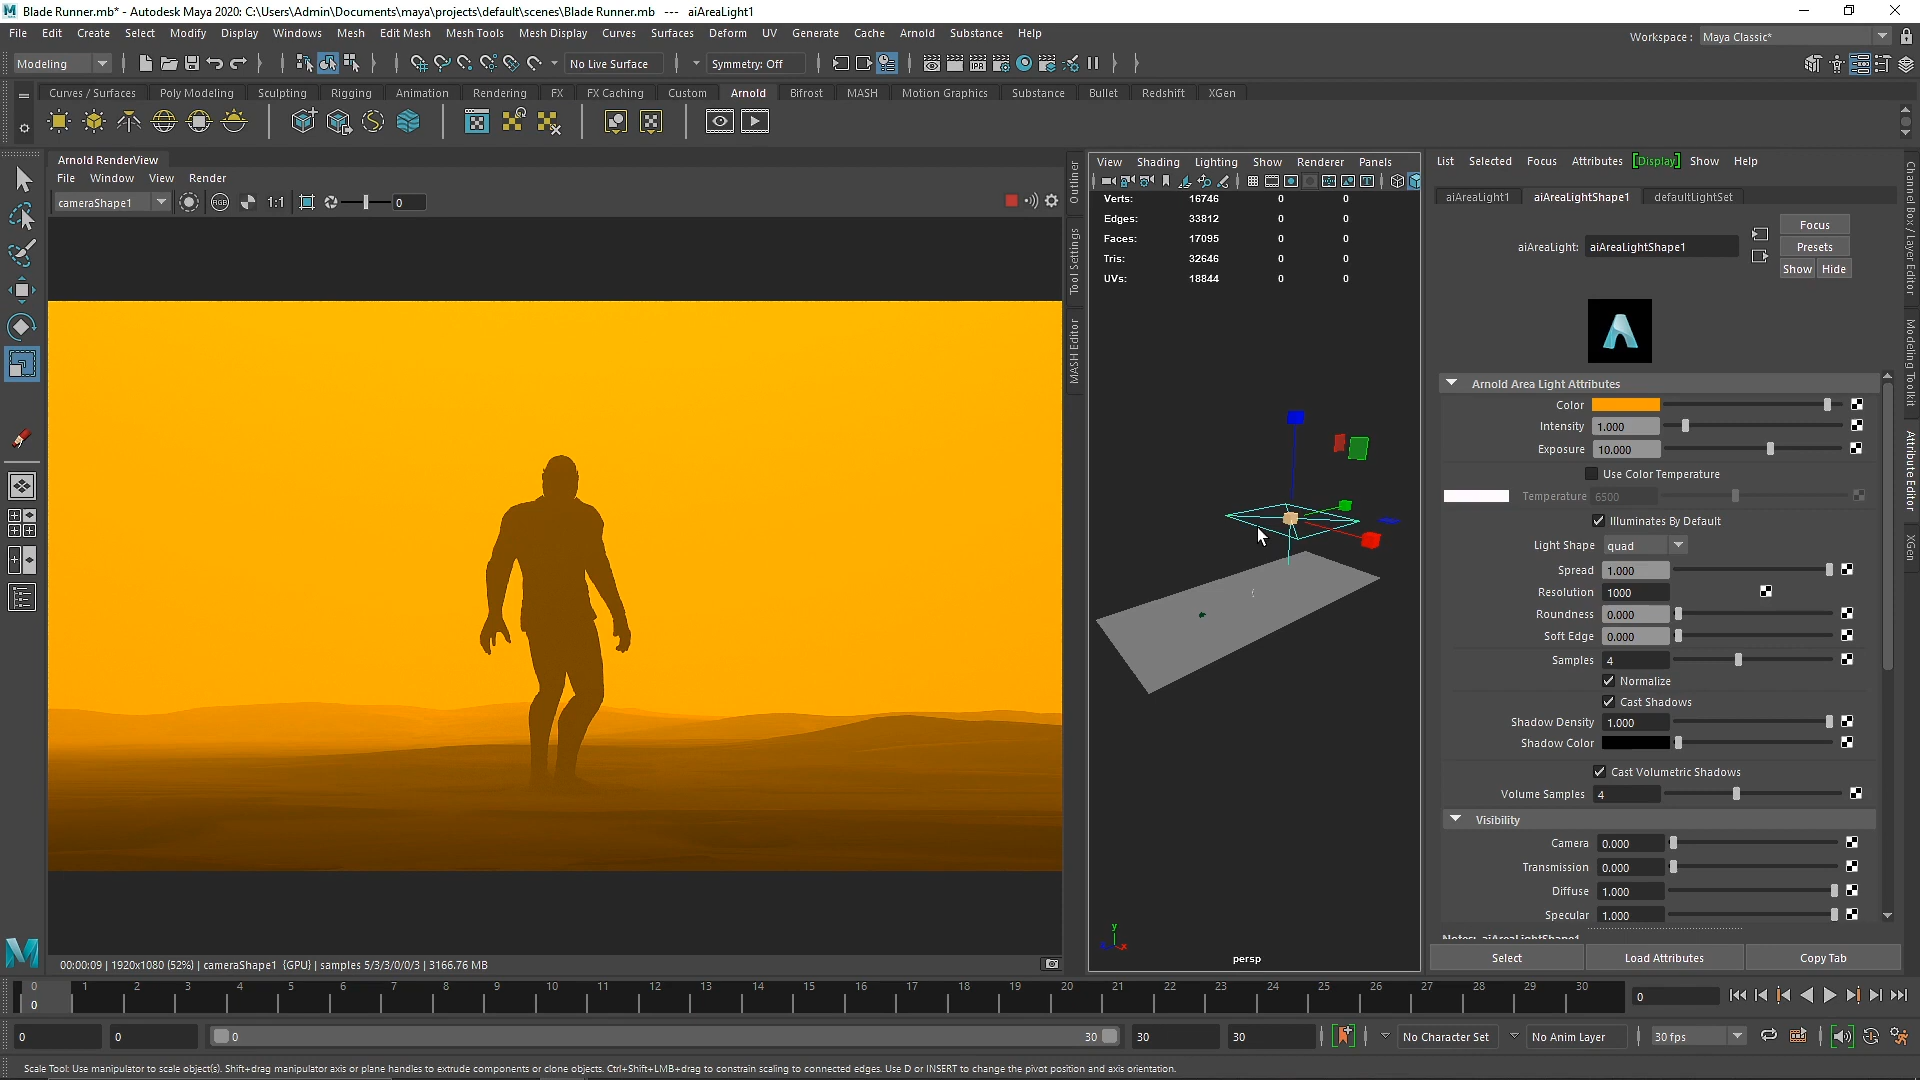 Blade Runner.mb* - Autodesk Maya 2020: C:\Users\Admin\Documents\maya\projects\default\scenes\Blade Runner.mb --- aiAreaLight1
File Edit Create Select Modify Display Windows Mesh Edit Mesh Mesh Tools Mesh Display Curves Surfaces Deform UV Generate Cache Arnold Substance Help
Workspace : Maya Classic*
Modeling No Live Surface Symmetry: Off
Curves / Surfaces Poly Modeling Sculpting Rigging Animation Rendering FX FX Caching Custom Arnold Bifrost MASH Motion Graphics Substance Bullet Redshift XGen
Arnold RenderView
File Window View Render
cameraShape1 RGB 1:1 0
Outliner
Tool Settings
MASH Editor
View Shading Lighting Show Renderer Panels
Verts: 16746 0 0
Edges: 33812 0 0
Faces: 17095 0 0
Tris: 32646 0 0
UVs: 18844 0 0
y
x
persp
List Selected Focus Attributes Display Show Help
aiAreaLight1 aiAreaLightShape1 defaultLightSet
aiAreaLight: aiAreaLightShape1
Focus
Presets
Show Hide
Arnold Area Light Attributes
Color
Intensity 1.000
Exposure 10.000
Use Color Temperature
Temperature 6500
Illuminates By Default
Light Shape quad
Spread 1.000
Resolution 1000
Roundness 0.000
Soft Edge 0.000
Samples 4
Normalize
Cast Shadows
Shadow Density 1.000
Shadow Color
Cast Volumetric Shadows
Volume Samples 4
Visibility
Camera 0.000
Transmission 0.000
Diffuse 1.000
Specular 1.000
Notes: aiAreaLightShape1
Select Load Attributes Copy Tab
Channel Box / Layer Editor
Modeling Toolkit
Attribute Editor
XGen
00:00:09 | 1920x1080 (52%) | cameraShape1 {GPU} | samples 5/3/3/0/0/3 | 3166.76 MB
0 1 2 3 4 5 6 7 8 9 10 11 12 13 14 15 16 17 18 19 20 21 22 23 24 25 26 27 28 29 30
0 0
0 0 0 30 30 30 No Character Set No Anim Layer 30 fps
Scale Tool: Use manipulator to scale object(s). Shift+drag manipulator axis or plane handles to extrude components or clone objects. Ctrl+Shift+LMB+drag to constrain scaling to connected edges. Use D or INSERT to change the pivot position and axis orientation.